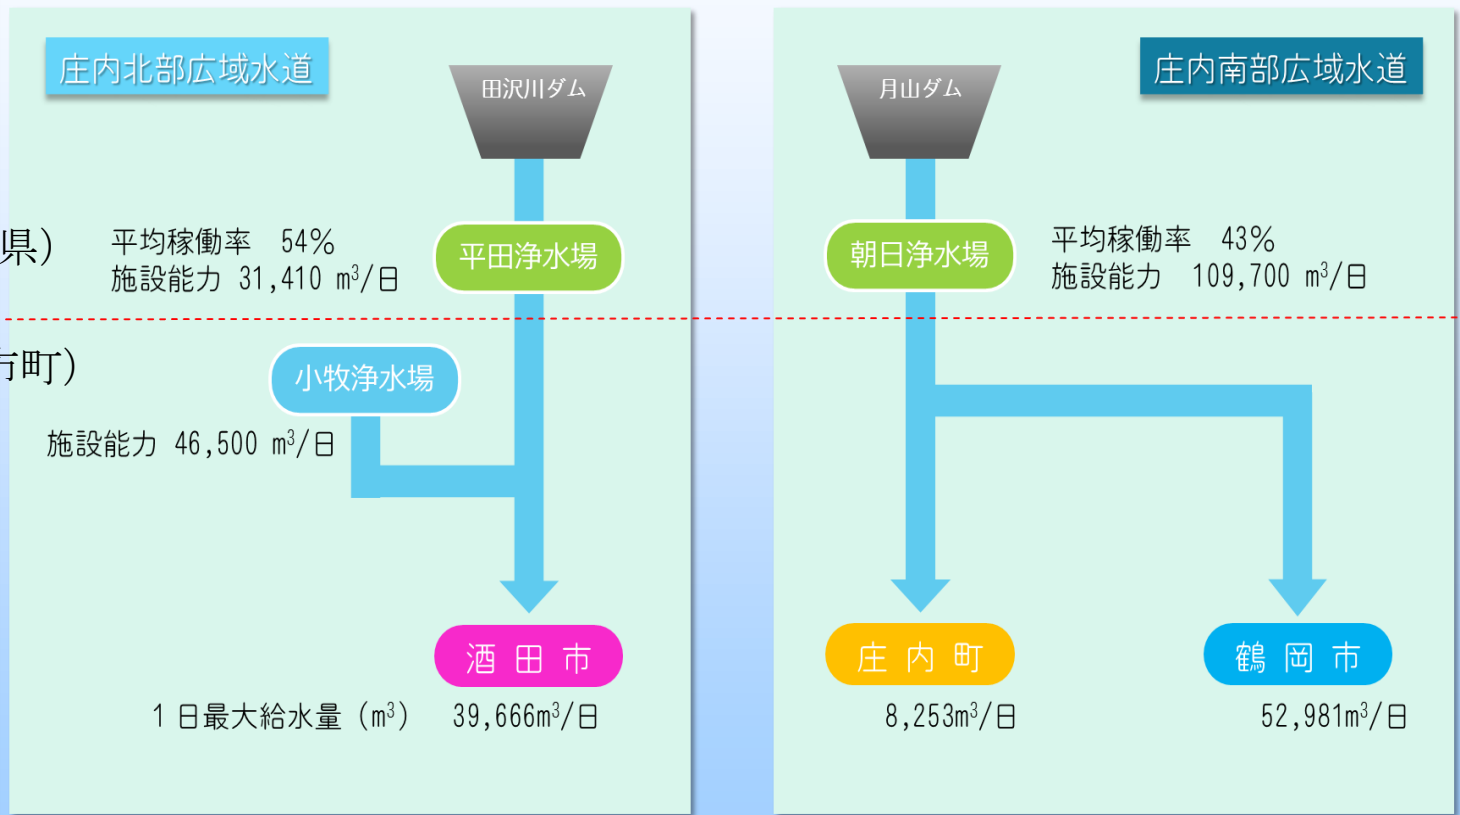 庄内北部広域水道
田沢川ダム
県）
平均稼働率　54%
施設能力 31,410 m³/日
平田浄水場
市町）
小牧浄水場
施設能力 46,500 m³/日
酒田市
1日最大給水量（m³）　39,666m³/日
庄内南部広域水道
月山ダム
朝日浄水場
平均稼働率　43%
施設能力　109,700 m³/日
庄内町
8,253m³/日
鶴岡市
52,981m³/日